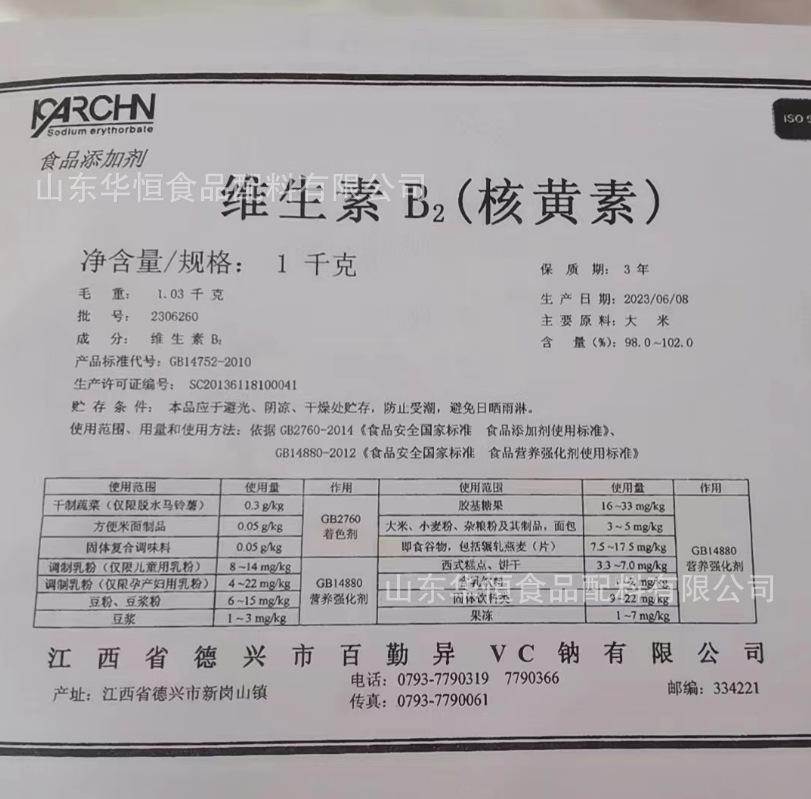 KARCHN
Sodium erythorbate
ISO 9
食品添加剂
山东华恒食品配料有限公司
维生素 B₂(核黄素)
净含量/规格: 1 千克
毛 重: 1.03 千克
批 号: 2306260
成 分: 维生素 B₂
产品标准代号: GB14752-2010
生产许可证编号: SC20136118100041
保 质 期: 3 年
生产日期: 2023/06/08
主要原料: 大 米
含 量(%): 98.0~102.0
贮 存 条 件: 本品应于避光、阴凉、干燥处贮存,防止受潮,避免日晒雨淋。
使用范围、用量和使用方法: 依据 GB2760-2014《食品安全国家标准 食品添加剂使用标准》、
GB14880-2012《食品安全国家标准 食品营养强化剂使用标准》
使用范围 使用量 作用 使用范围 使用量 作用
干制蔬菜(仅限脱水马铃薯) 0.3 g/kg GB2760 着色剂 胶基糖果 16~33 mg/kg GB14880 营养强化剂
方便米面制品 0.05 g/kg 大米、小麦粉、杂粮粉及其制品,面包 3~5 mg/kg
固体复合调味料 0.05 g/kg 即食谷物,包括辗轧燕麦(片) 7.5~17.5 mg/kg
调制乳粉(仅限儿童用乳粉) 8~14 mg/kg GB14880 营养强化剂 西式糕点、饼干 3.3~7.0 mg/kg
调制乳粉(仅限孕产妇用乳粉) 4~22 mg/kg mg/kg
豆粉、豆浆粉 6~15 mg/kg 固体饮料类 9~22 mg/kg
豆浆 1~3 mg/kg 果冻 1~7 mg/kg
山东华恒食品配料有限公司
江西省德兴市百勤异VC钠有限公司
产址: 江西省德兴市新岗山镇
电话: 0793-7790319 7790366
传真: 0793-7790061
邮编: 334221